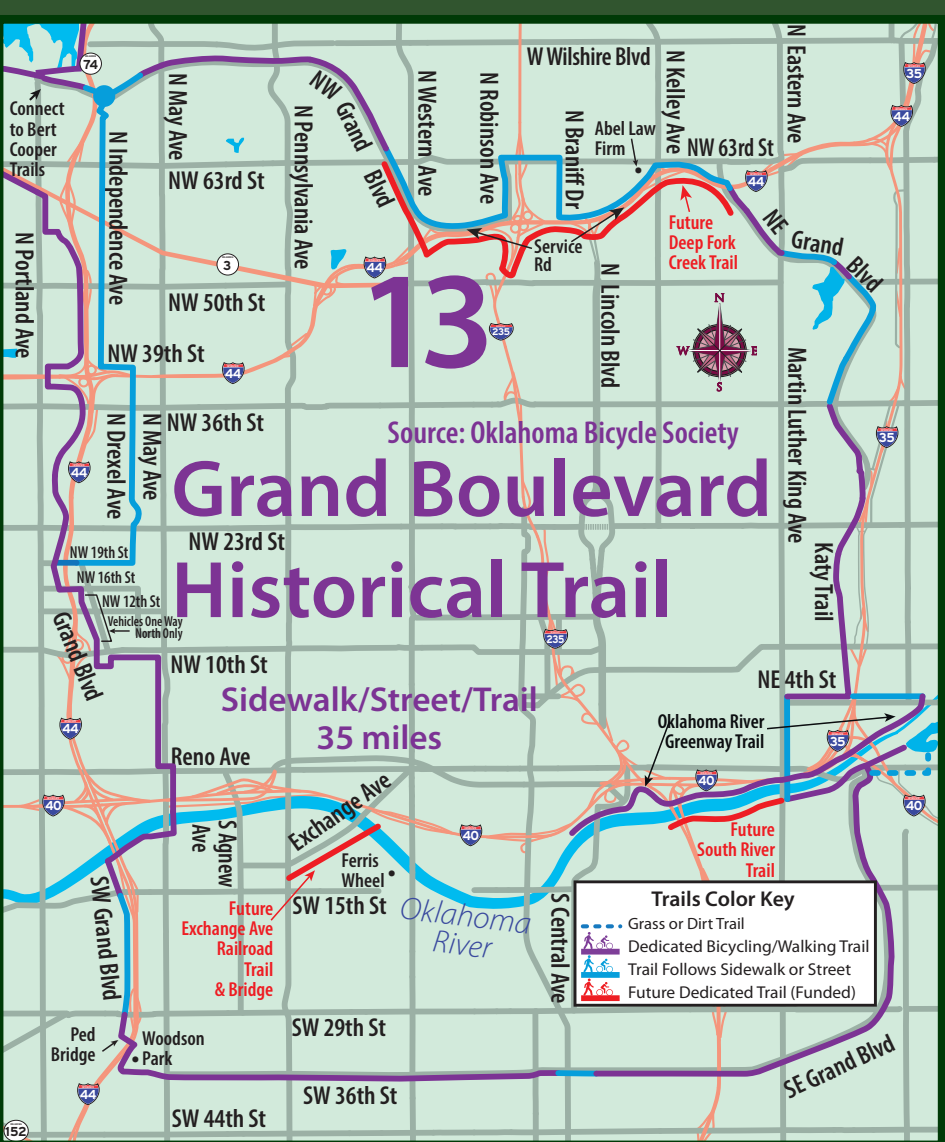 74
Connect
to Bert
Cooper
Trails
N May Ave
N Independence Ave
NW 63rd St
N Portland Ave
3
NW 50th St
NW 39th St
44
N Pennsylvania Ave
NW Grand
Blvd
N Western Ave
N Robinson Ave
W Wilshire Blvd
N Braniff Dr
Abel Law
Firm
N Kelley Ave
NW 63rd St
N Eastern Ave
35
44
44
Future
Deep Fork
Creek Trail
NE Grand Blvd
Service
Rd
44
235
N Lincoln Blvd
N
W
E
S
13
Source: Oklahoma Bicycle Society
Grand Boulevard
Historical Trail
Sidewalk/Street/Trail
35 miles
NW 36th St
N Drexel Ave
N May Ave
44
NW 23rd St
NW 19th St
NW 16th St
NW 12th St
Vehicles One Way
North Only
Grand Blvd
NW 10th St
Martin Luther King Ave
35
Katy Trail
235
NE 4th St
Oklahoma River
Greenway Trail
35
40
40
44
Reno Ave
40
S Agnew
Ave
Exchange Ave
40
Ferris
Wheel
SW 15th St
Oklahoma
River
Future
Exchange Ave
Railroad
Trail
& Bridge
Future
South River
Trail
S Central Ave
SW Grand Blvd
Trails Color Key
Grass or Dirt Trail
Dedicated Bicycling/Walking Trail
Trail Follows Sidewalk or Street
Future Dedicated Trail (Funded)
SW 29th St
Ped
Bridge
Woodson
Park
44
SW 36th St
SE Grand Blvd
SW 44th St
152